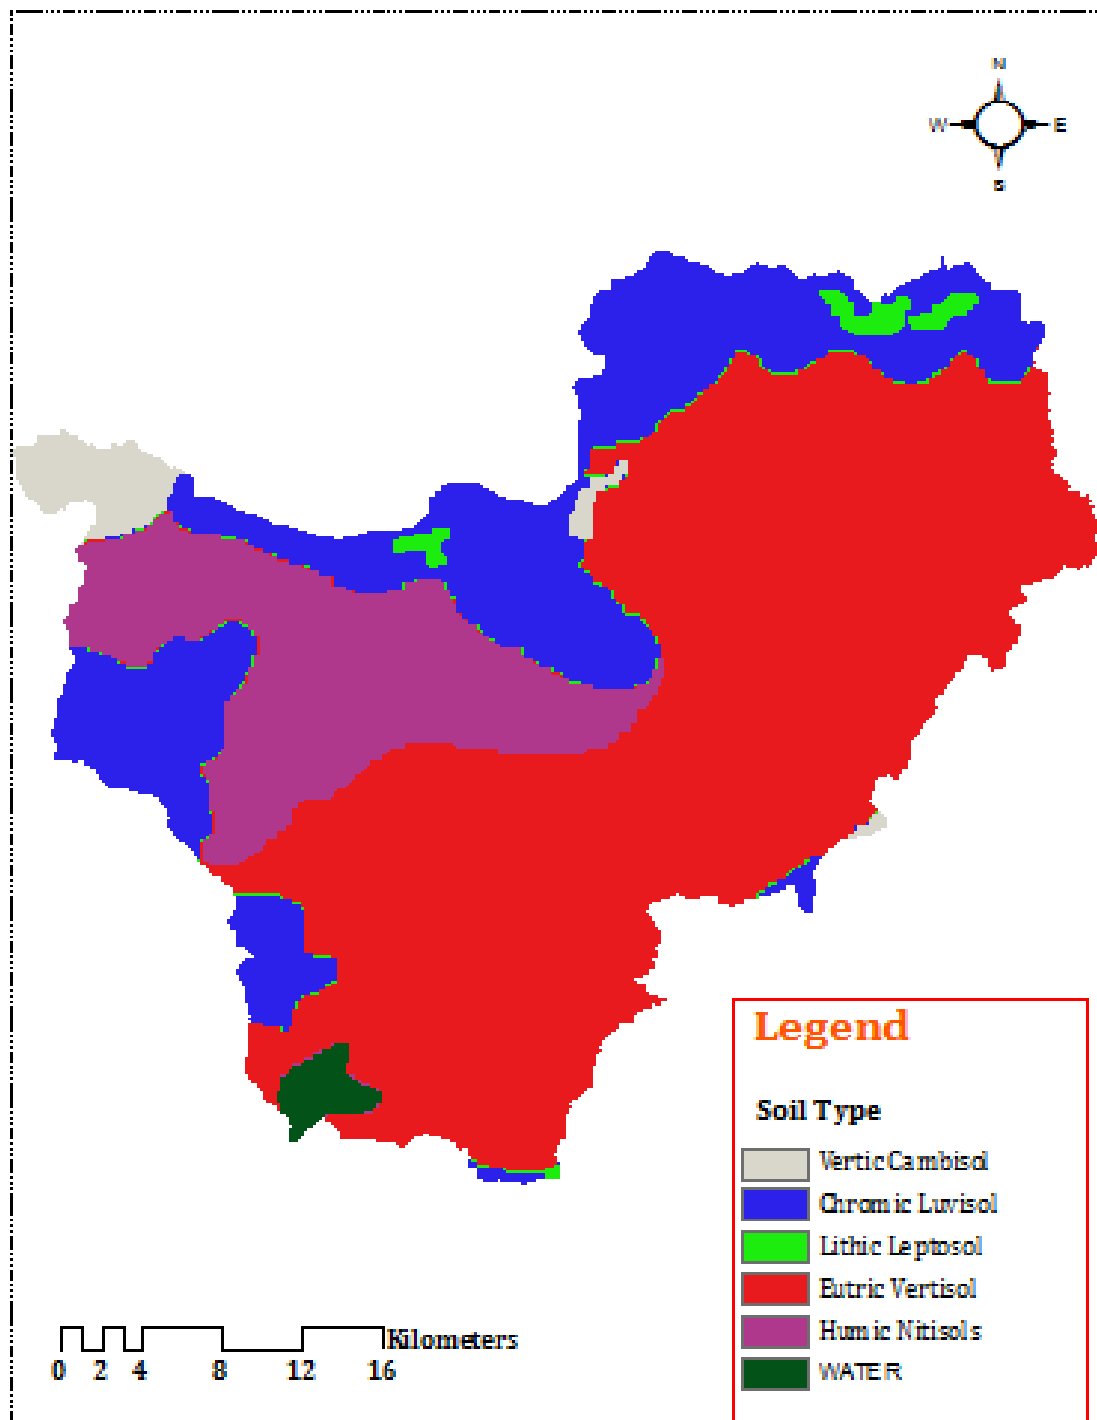 N
W E
S
Legend
Soil Type
Vertic Cambisol
Chromic Luvisol
Lithic Leptosol
Eutric Vertisol
Humic Nitisols
WATER
Kilometers
0 2 4 8 12 16